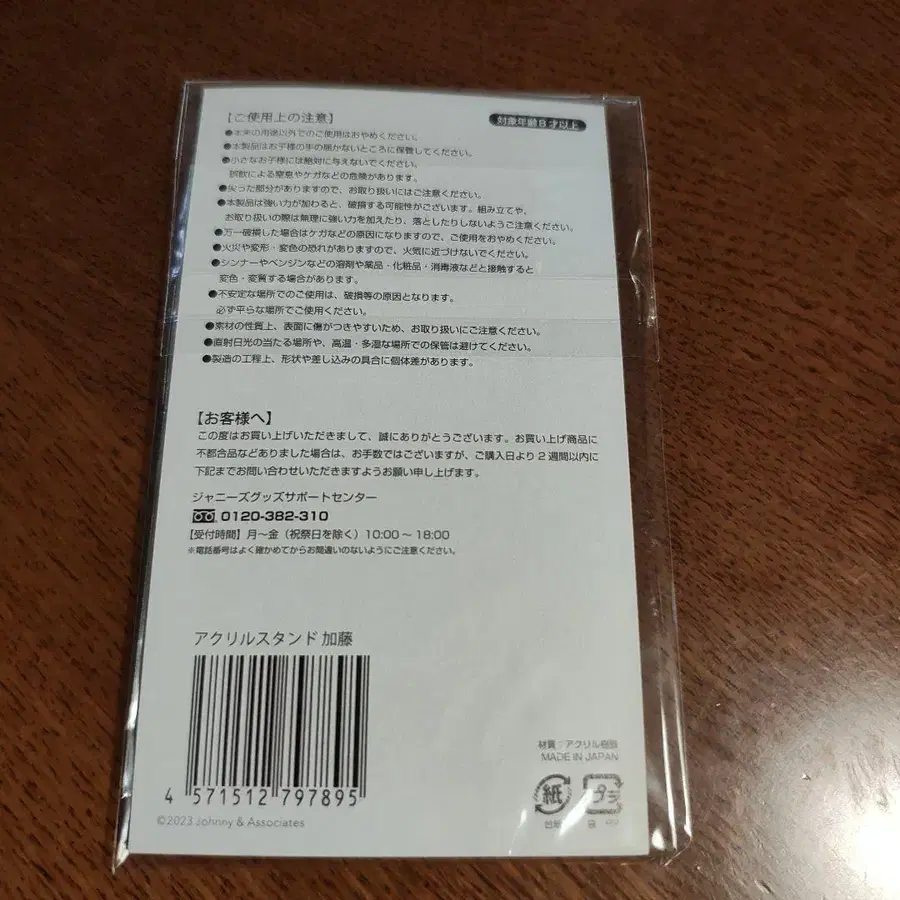 【ご使用上の注意】
対象年齢8才以上
●本来の用途以外でのご使用はおやめください。
●本製品はお子様の手の届かないところに保管してください。
●小さなお子様には絶対に与えないでください。
誤飲による窒息やケガなどの危険があります。
●尖った部分がありますので、お取り扱いにはご注意ください。
●本製品は強い力が加わると、破損する可能性がございます。組み立てや、
お取り扱いの際は無理に強い力を加えたり、落としたりしないようご注意ください。
●万一破損した場合はケガなどの原因になりますので、ご使用をおやめください。
●火災や変形・変色の恐れがありますので、火気に近づけないでください。
●シンナーやベンジンなどの溶剤や薬品・化粧品・消毒液などと接触すると
変色・変質する場合があります。
●不安定な場所でのご使用は、破損等の原因となります。
必ず平らな場所でご使用ください。
●素材の性質上、表面に傷がつきやすいため、お取り扱いにご注意ください。
●直射日光の当たる場所や、高温・多湿な場所での保管は避けてください。
●製造の工程上、形状や差し込みの具合に個体差があります。
【お客様へ】
この度はお買い上げいただきまして、誠にありがとうございます。お買い上げ商品に
不都合品などありました場合は、お手数ではございますが、ご購入日より2週間以内に
下記までお問い合わせいただきますようお願い申し上げます。
ジャニーズグッズサポートセンター
0120-382-310
【受付時間】月～金（祝祭日を除く）10:00～18:00
※電話番号はよく確かめてからお間違いのないようにご注意ください。
アクリルスタンド 加藤
4 571512 797895
©2023 Johnny & Associates
材質：アクリル樹脂
MADE IN JAPAN
紙 プラ
台紙 袋